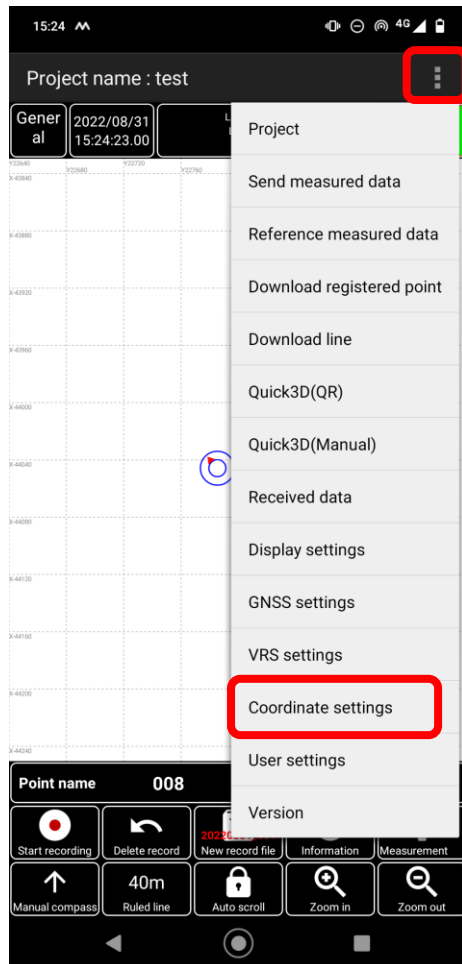 15:24
4G
Project name : test
Gener
al
2022/08/31
15:24:23.00
L
Project
Send measured data
Reference measured data
Download registered point
Download line
Quick3D(QR)
Quick3D(Manual)
Received data
Display settings
GNSS settings
VRS settings
Coordinate settings
User settings
Version
Y22640
Y22680
Y22720
Y22760
X-43840
X-43880
X-43920
X-43960
X-44000
X-44040
X-44080
X-44120
X-44160
X-44200
X-44240
Point name 008
Start recording
Delete record
New record file
Information
Measurement
Manual compass
40m
Ruled line
Auto scroll
Zoom in
Zoom out